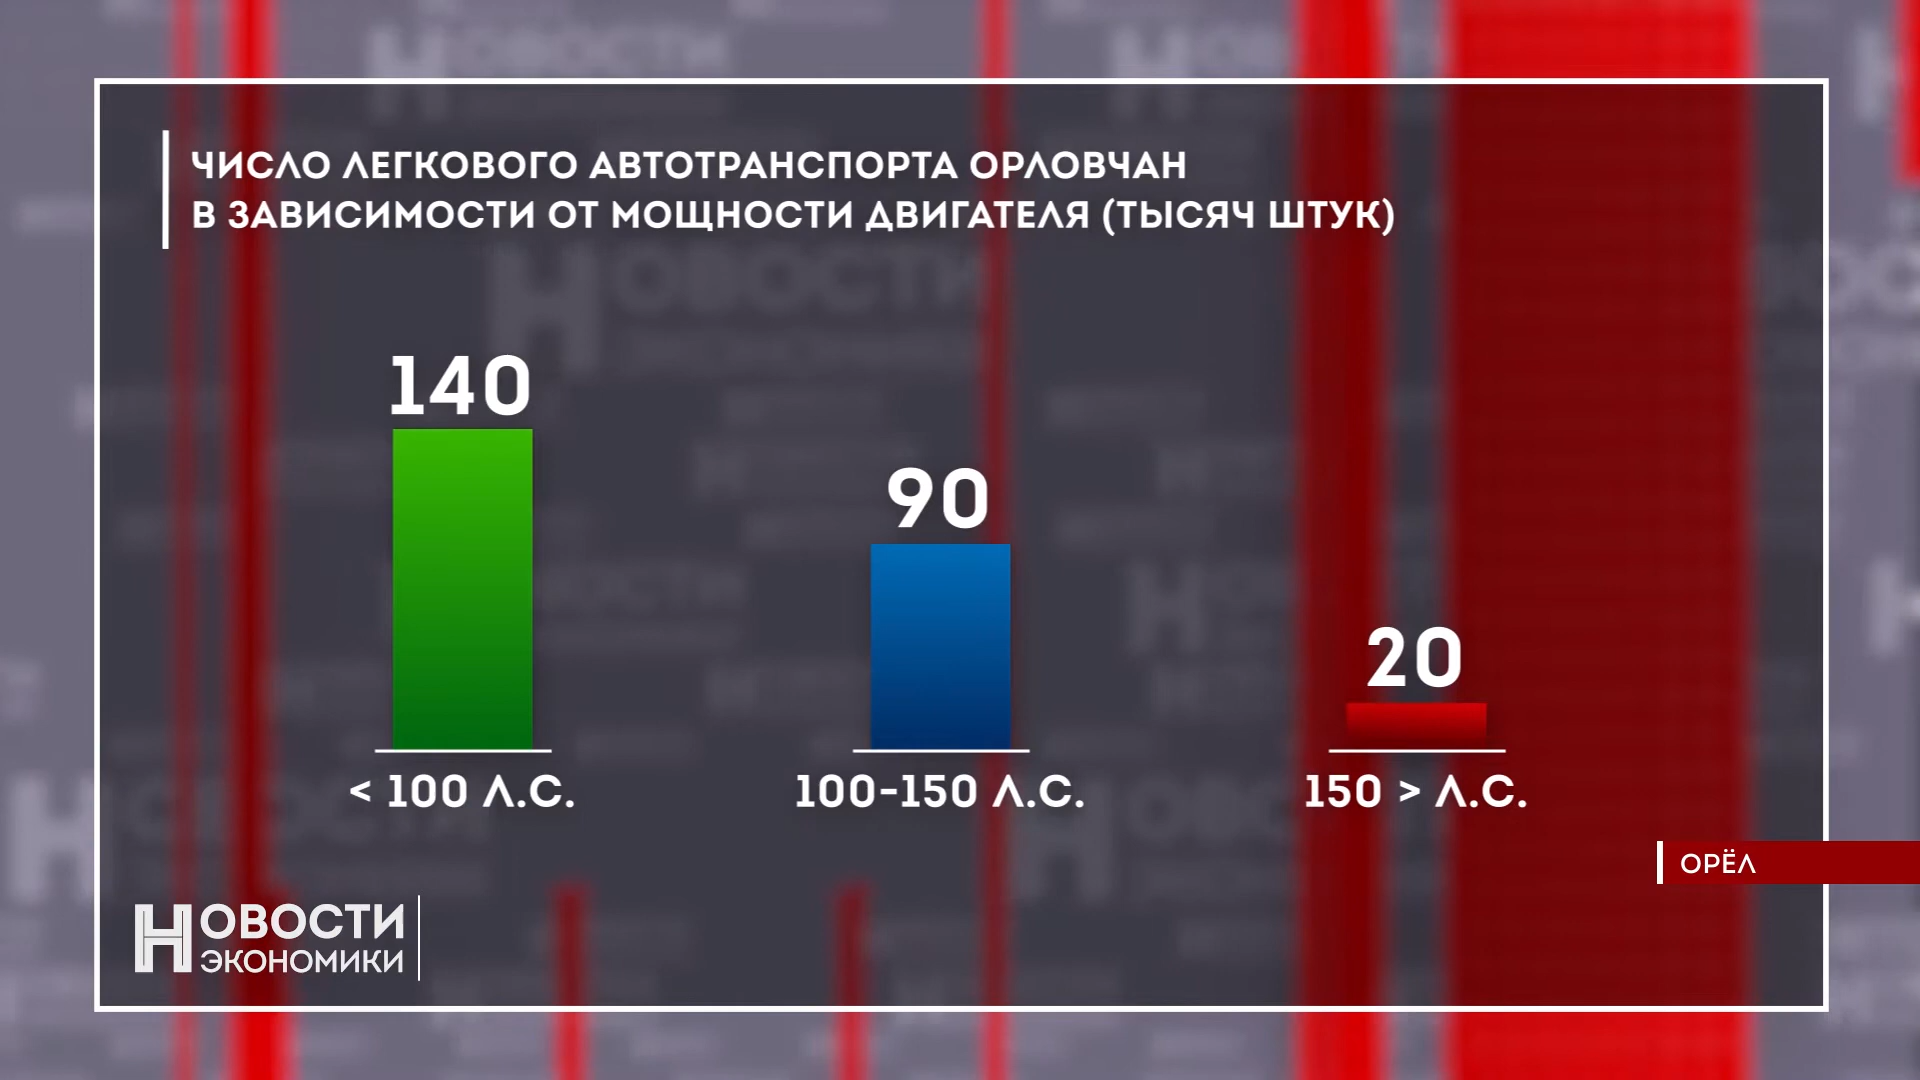 ЧИСЛО ЛЕГКОВОГО АВТОТРАНСПОРТА ОРЛОВЧАН
В ЗАВИСИМОСТИ ОТ МОЩНОСТИ ДВИГАТЕЛЯ (ТЫСЯЧ ШТУК)
140
90
20
< 100 Л.С.
100-150 Л.С.
150 > Л.С.
ОРЁЛ
НОВОСТИ
ЭКОНОМИКИ